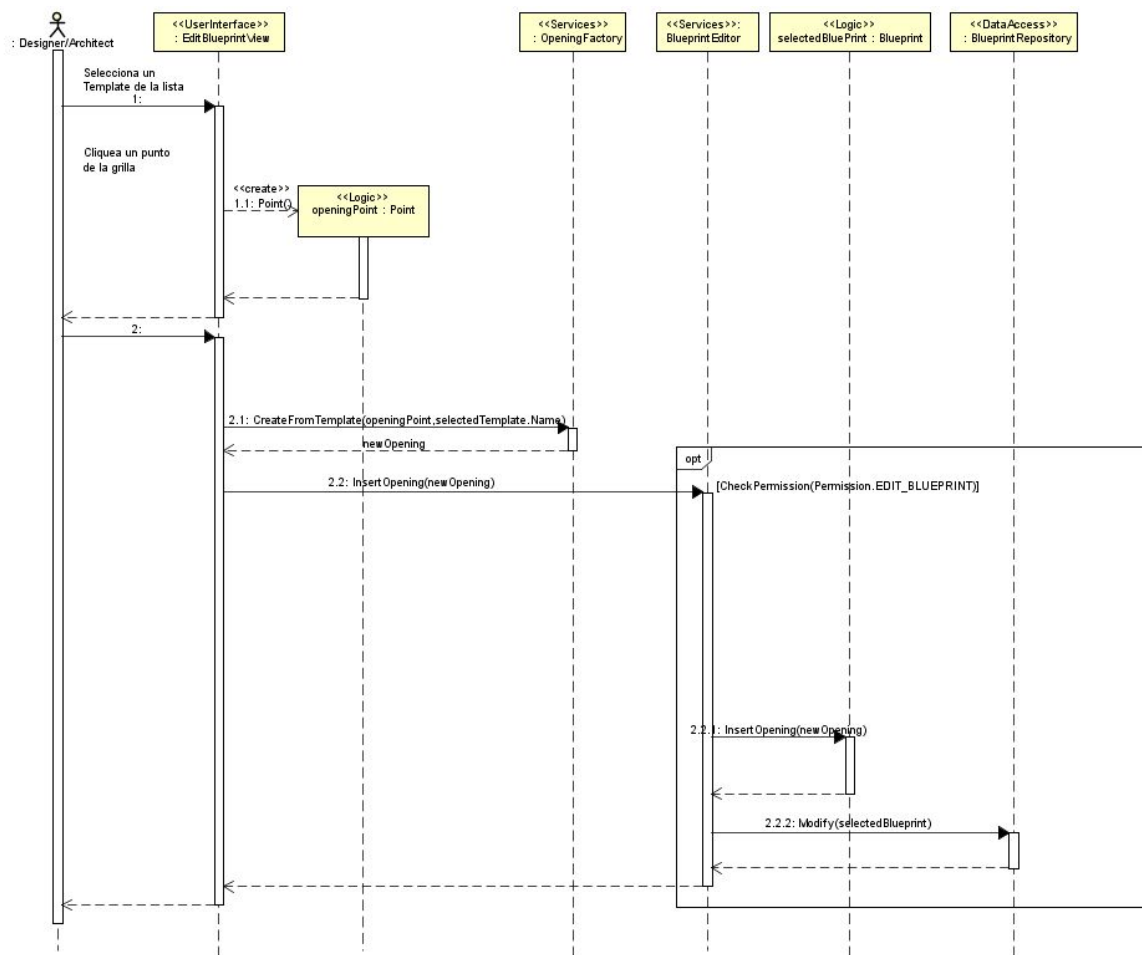 <<UserInterface>>
: EditBlueprintView
<<Services>>
: OpeningFactory
<<Services>>:
BlueprintEditor
<<Logic>>
selectedBluePrint : Blueprint
<<DataAccess>>
: BlueprintRepository
: Designer/Architect
Selecciona un
Template de la lista
1:
Cliquea un punto
de la grilla
<<create>>
1.1: Point()
<<Logic>>
openingPoint : Point
2:
2.1: CreateFromTemplate(openingPoint,selectedTemplate.Name)
newOpening
opt
2.2: InsertOpening(newOpening)
[CheckPermission(Permission.EDIT_BLUEPRINT)]
2.2.1: InsertOpening(newOpening)
2.2.2: Modify(selectedBlueprint)